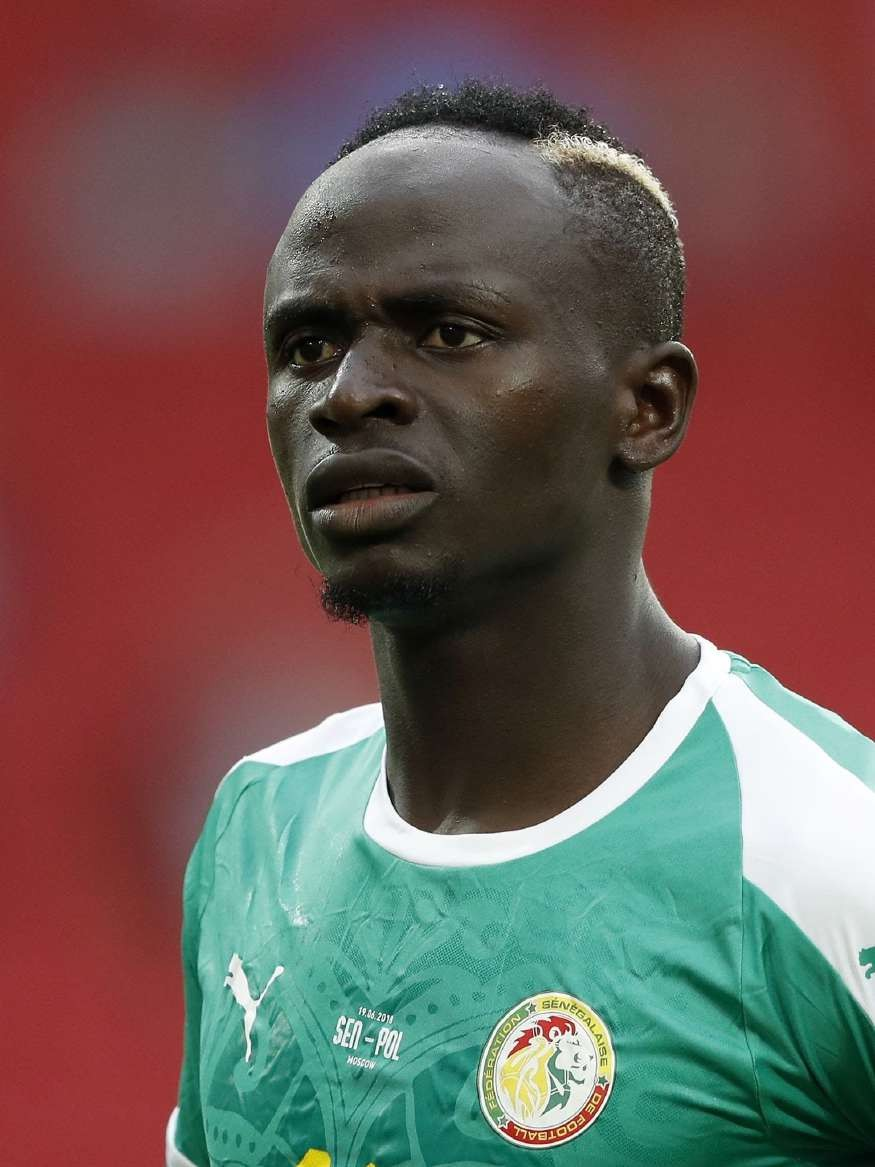 19.06.2018
SEN – POL
MOSCOW
FÉDÉRATION SÉNÉGALAISE
DE FOOTBALL